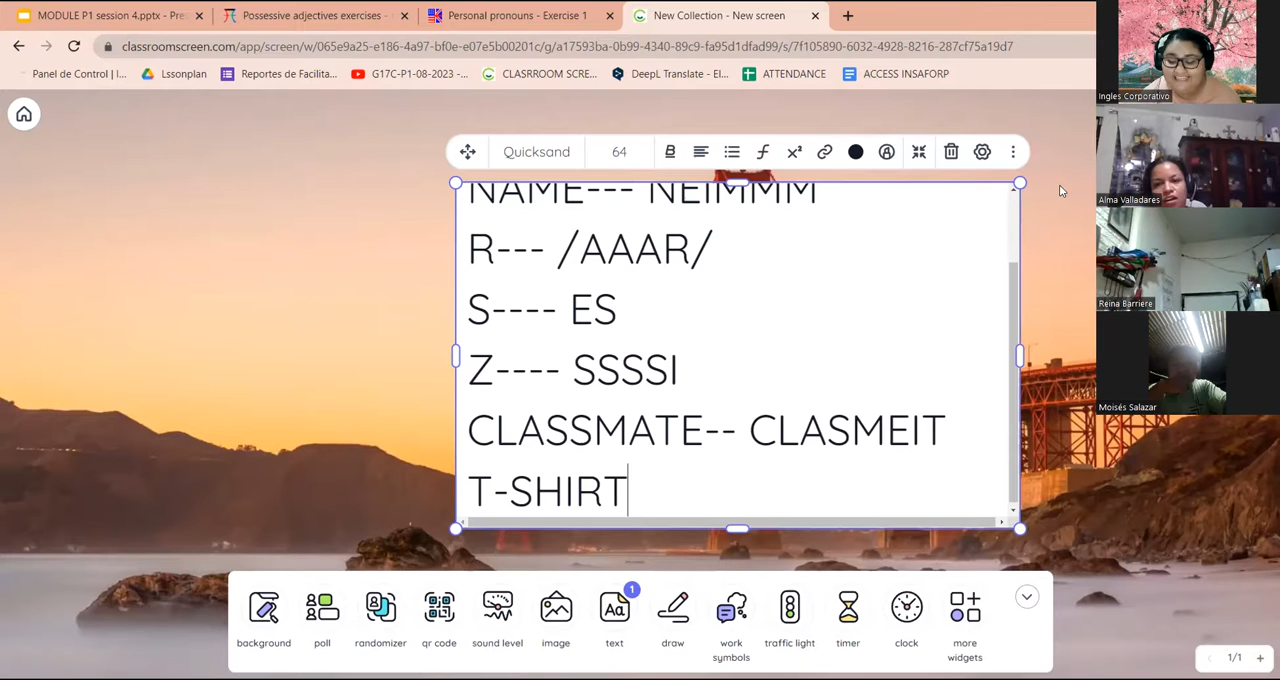 MODULE P1 session 4.pptx - Pres
Possessive adjectives exercises -
Personal pronouns - Exercise 1
New Collection - New screen
classroomscreen.com/app/screen/w/065e9a25-e186-4a97-bf0e-e07e5b00201c/g/a17593ba-0b99-4340-89c9-fa95d1dfad99/s/7f105890-6032-4928-8216-287cf75a19d7
Panel de Control | I...
Lssonplan
Reportes de Facilita...
G17C-P1-08-2023 -...
CLASSROOM SCRE...
DeepL Translate - El...
ATTENDANCE
ACCESS INSAFORP
Ingles Corporativo
Alma Valladares
Reina Barriere
Moisés Salazar
Quicksand
64
NAME--- NEIMMM
R--- /AAAR/
S---- ES
Z---- SSSSI
CLASSMATE-- CLASMEIT
T-SHIRT
background
poll
randomizer
qr code
sound level
image
text
1
draw
work
symbols
traffic light
timer
clock
more
widgets
1/1